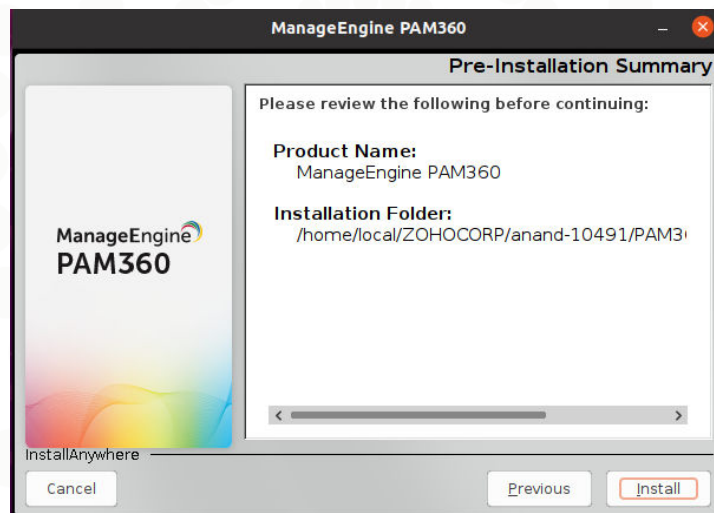 ManageEngine PAM360
Pre-Installation Summary
Please review the following before continuing:
Product Name:
ManageEngine PAM360
Installation Folder:
/home/local/ZOHOCORP/anand-10491/PAM3
ManageEngine
PAM360
InstallAnywhere
Cancel
Previous
Install